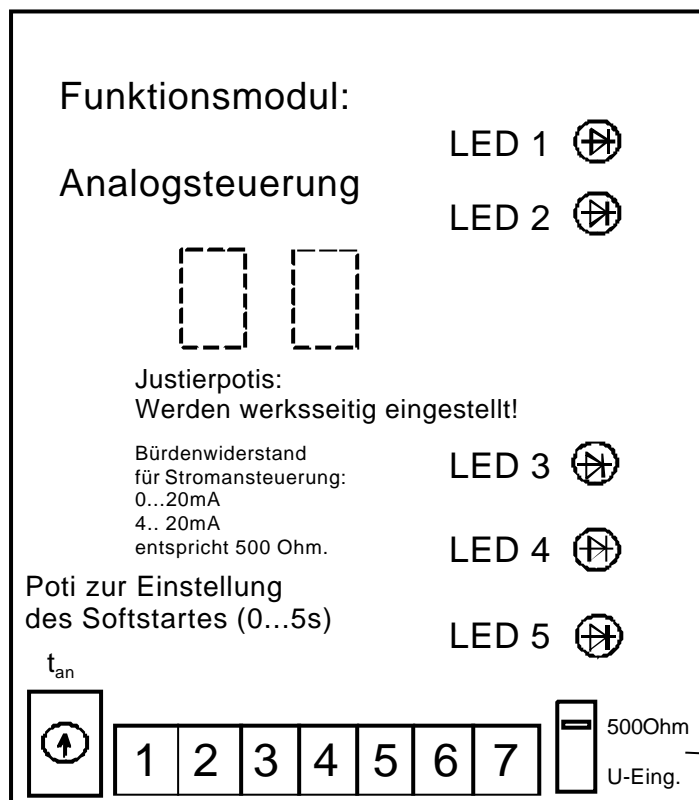 Funktionsmodul:
LED 1
Analogsteuerung
LED 2
Justierpotis:
Werden werksseitig eingestellt!
Bürdenwiderstand
für Stromansteuerung:
0...20mA
4.. 20mA
entspricht 500 Ohm.
LED 3
LED 4
Poti zur Einstellung
des Softstartes (0...5s)
LED 5
tan
1 2 3 4 5 6 7
500Ohm
U-Eing.